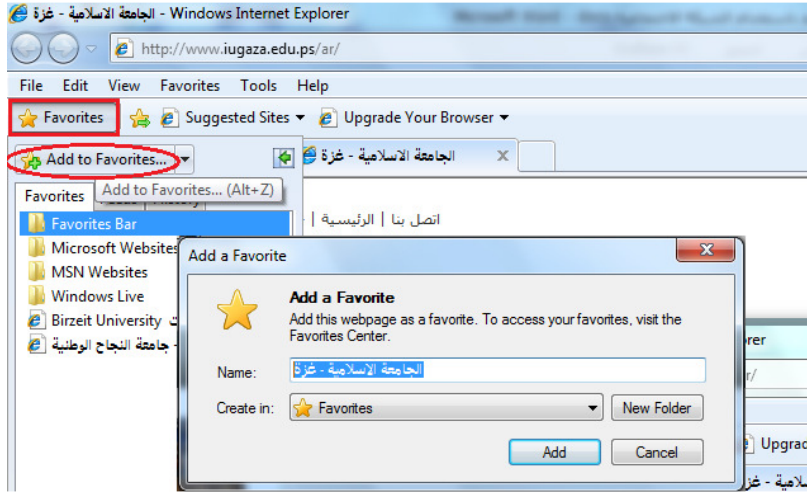 الجامعة الاسلامية - غزة - Windows Internet Explorer
http://www.iugaza.edu.ps/ar/
File Edit View Favorites Tools Help
Favorites Suggested Sites Upgrade Your Browser
Add to Favorites... الجامعة الاسلامية - غزة x
Add to Favorites... (Alt+Z)
Favorites History
Favorites Bar
اتصل بنا | الرئيسية |
Microsoft Websites
MSN Websites
Windows Live
Birzeit University
جامعة النجاح الوطنية -
Add a Favorite
Add a Favorite
Add this webpage as a favorite. To access your favorites, visit the
Favorites Center.
Name: الجامعة الاسلامية - غزة
Create in: Favorites New Folder
Add Cancel
rer
r/
Upgrad